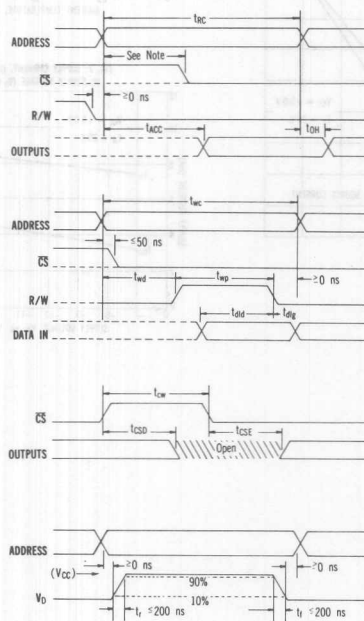 tRC
ADDRESS
See Note
CS
≥0 ns
R/W
tACC
tOH
OUTPUTS
twc
ADDRESS
≤50 ns
CS
twd
twp
≥0 ns
R/W
tdld
tdlg
DATA IN
tcw
CS
tCSD
tCSE
OUTPUTS
Open
ADDRESS
≥0 ns
≥0 ns
(VCC)
90%
VD
10%
tr ≤200 ns
tf ≤200 ns